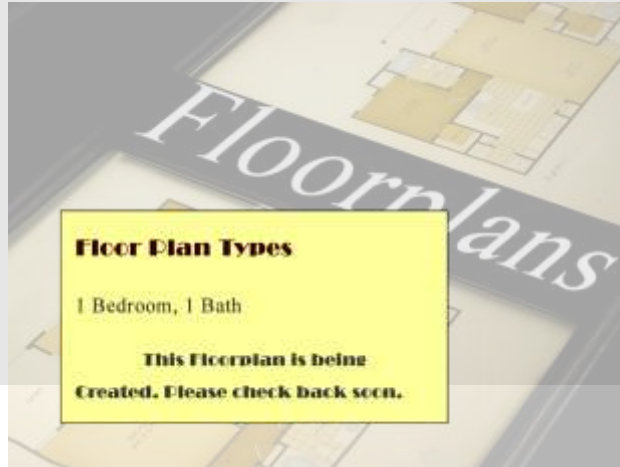 Floorplans
Floor Plan Types
1 Bedroom, 1 Bath
This Floorplan is being
Created. Please check back soon.